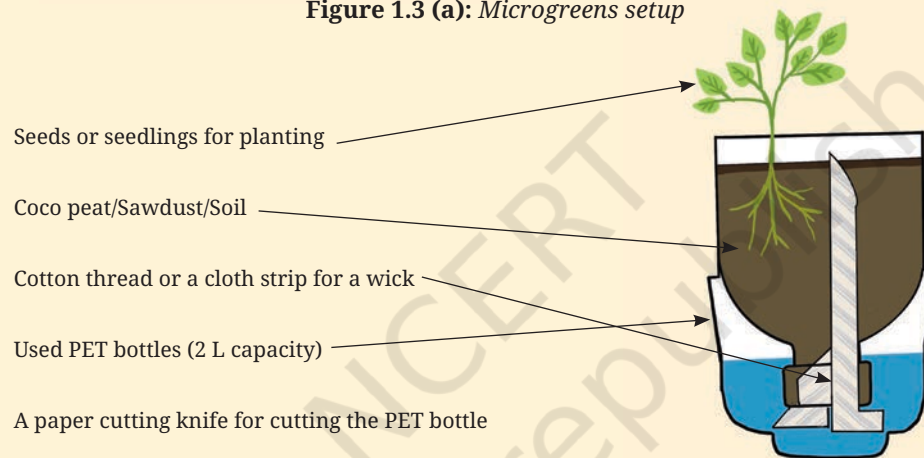 Figure 1.3 (a): Microgreens setup
Seeds or seedlings for planting
Coco peat/Sawdust/Soil
Cotton thread or a cloth strip for a wick
Used PET bottles (2 L capacity)
A paper cutting knife for cutting the PET bottle
NCERT
republish